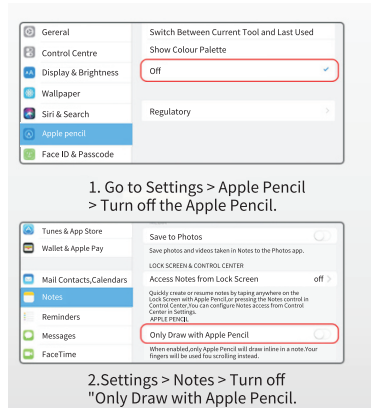 Gereral
Switch Between Current Tool and Last Used
Control Centre
Show Colour Palette
AA Display & Brightness
Off
Wallpaper
Siri & Search
Regulatory
Apple pencil
Face ID & Passcode
1. Go to Settings > Apple Pencil
> Turn off the Apple Pencil.
Tunes & App Store
Save to Photos
Wallet & Apple Pay
Save photos and videos taken in Notes to the Photos app.
LOCK SCREEN & CONTROL CENTER
Mail Contacts,Calendars
Access Notes from Lock Screen off >
Notes
Quickly create or resume notes by taping anywhere on the
Lock Screen with Apple Pencil,or pressing the Notes control in
Control Center,You can configure Notes access from Control
Center in Settings.
Reminders
APPLE PENCIL
Messages
Only Draw with Apple Pencil
FaceTime
When enabled,only Apple Pencil will draw inline in a note.Your
fingers will be used fou scrolling instead.
2.Settings > Notes > Turn off
"Only Draw with Apple Pencil.